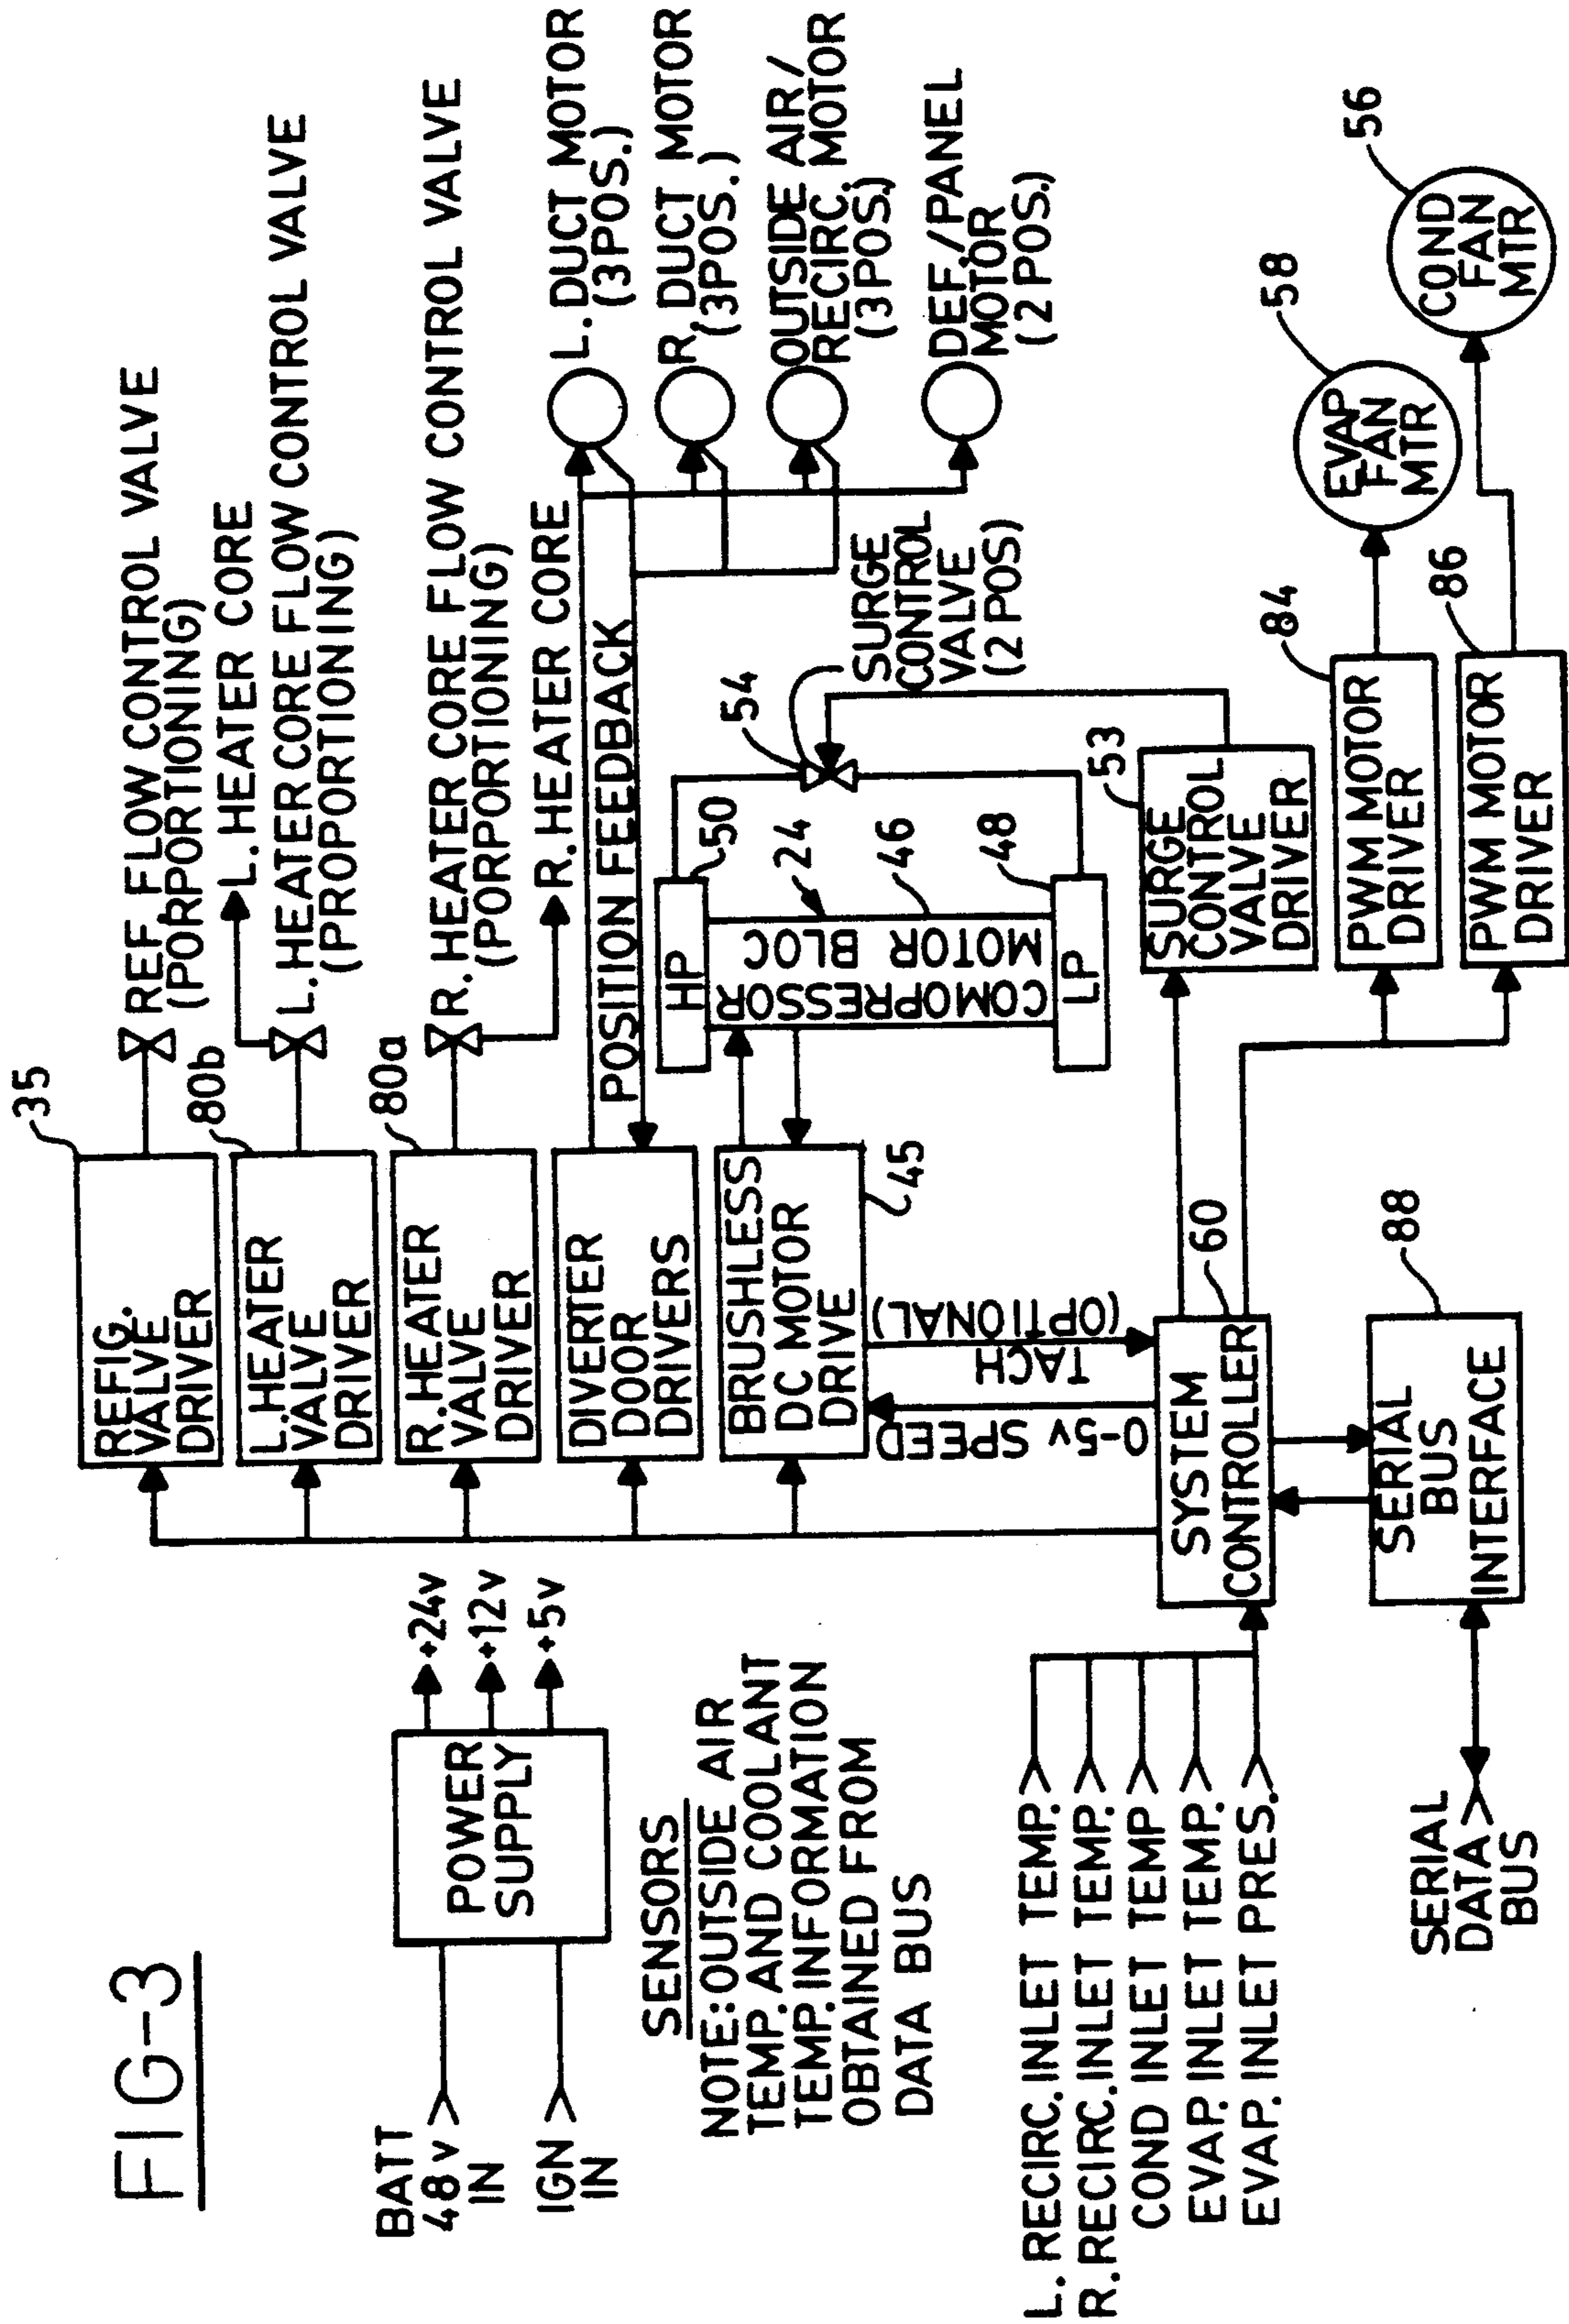 FIG-3
BATT
48v
IN
IGN
IN
POWER
SUPPLY
+24v
+12v
+5v
SENSORS
NOTE:OUTSIDE AIR
TEMP. AND COOLANT
TEMP. INFORMATION
OBTAINED FROM
DATA BUS
L. RECIRC. INLET TEMP.
R. RECIRC. INLET TEMP.
COND INLET TEMP
EVAP. INLET TEMP.
EVAP. INLET PRES.
SERIAL
DATA
BUS
35
REFIG.
VALVE
DRIVER
80b
L. HEATER
VALVE
DRIVER
80a
R. HEATER
VALVE
DRIVER
DIVERTER
DOOR
DRIVERS
BRUSHLESS
DC MOTOR
DRIVE
45
0-5v SPEED
TACH
(OPTIONAL)
SYSTEM
CONTROLLER
60
SERIAL
BUS
INTERFACE
88
REF. FLOW CONTROL VALVE
(PORPORTIONING)
L. HEATER CORE
L. HEATER CORE FLOW CONTROL VALVE
(PROPORTIONING)
R. HEATER CORE FLOW CONTROL VALVE
(PORPORTIONING)
R. HEATER CORE
POSITION FEEDBACK
L. DUCT MOTOR
(3POS.)
R. DUCT MOTOR
(3POS.)
OUTSIDE AIR/
RECIRC. MOTOR
(3 POS.)
DEF./PANEL
MOTOR
(2 POS.)
HP
50
COMOPRESSOR
MOTOR BLOC
24
46
LP
48
54
SURGE
CONTROL
VALVE
(2 POS)
SURGE
CONTROL
VALVE
DRIVER
53
PWM MOTOR
DRIVER
84
PWM MOTOR
DRIVER
86
EVAP
FAN
MTR
58
COND
FAN
MTR
56